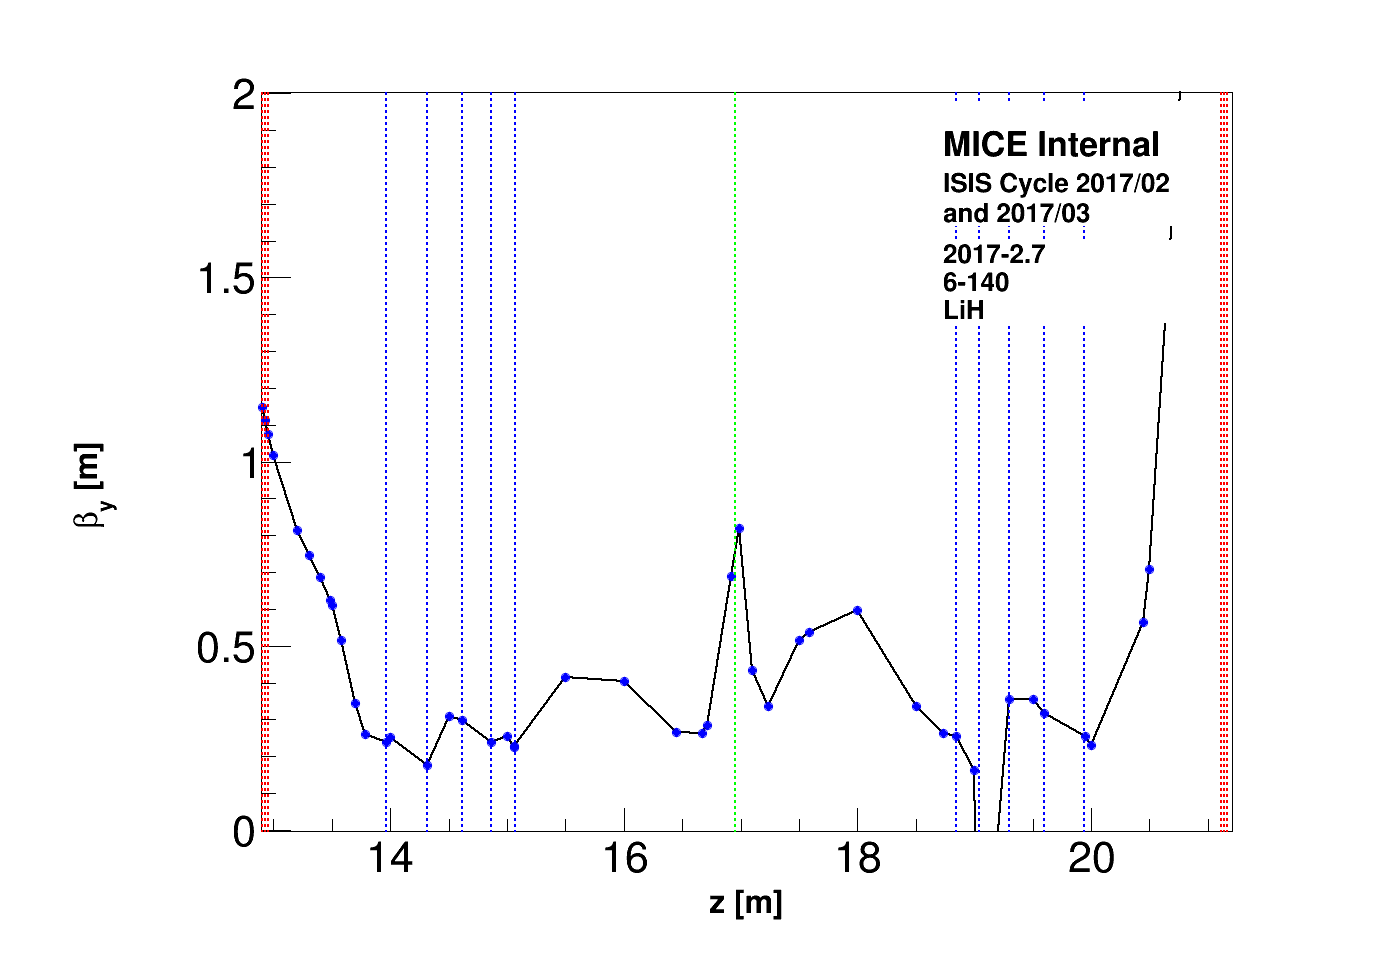 2
1.5
1
0.5
0
β_y [m]
MICE Internal
ISIS Cycle 2017/02
and 2017/03
2017-2.7
6-140
LiH
14 16 18 20
z [m]